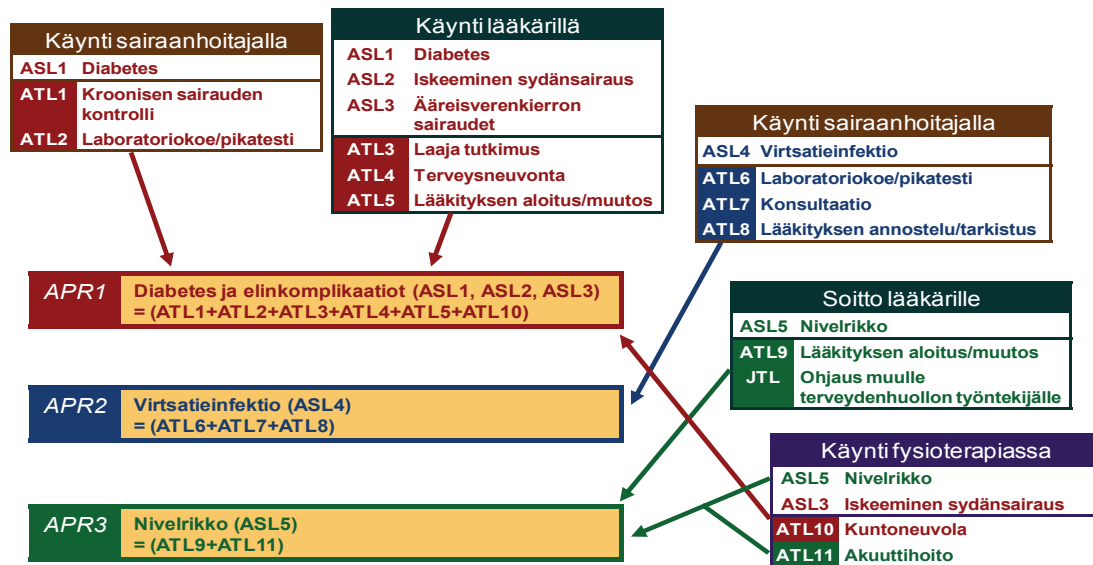 Käynti sairaanhoitajalla
ASL1 Diabetes
ATL1 Kroonisen sairauden
kontrolli
ATL2 Laboratoriokoe/pikatesti
Käynti lääkärillä
ASL1 Diabetes
ASL2 Iskeeminen sydänsairaus
ASL3 Ääreisverenkierron
sairaudet
ATL3 Laaja tutkimus
ATL4 Terveysneuvonta
ATL5 Lääkityksen aloitus/muutos
Käynti sairaanhoitajalla
ASL4 Virtsatieinfektio
ATL6 Laboratoriokoe/pikatesti
ATL7 Konsultaatio
ATL8 Lääkityksen annostelu/tarkistus
APR1 Diabetes ja elinkomplikaatiot (ASL1, ASL2, ASL3)
= (ATL1+ATL2+ATL3+ATL4+ATL5+ATL10)
APR2 Virtsatieinfektio (ASL4)
= (ATL6+ATL7+ATL8)
APR3 Nivelrikko (ASL5)
= (ATL9+ATL11)
Soitto lääkärille
ASL5 Nivelrikko
ATL9 Lääkityksen aloitus/muutos
JTL Ohjaus muulle
terveydenhuollon työntekijälle
Käynti fysioterapiassa
ASL5 Nivelrikko
ASL3 Iskeeminen sydänsairaus
ATL10 Kuntoneuvola
ATL11 Akuuttihoito